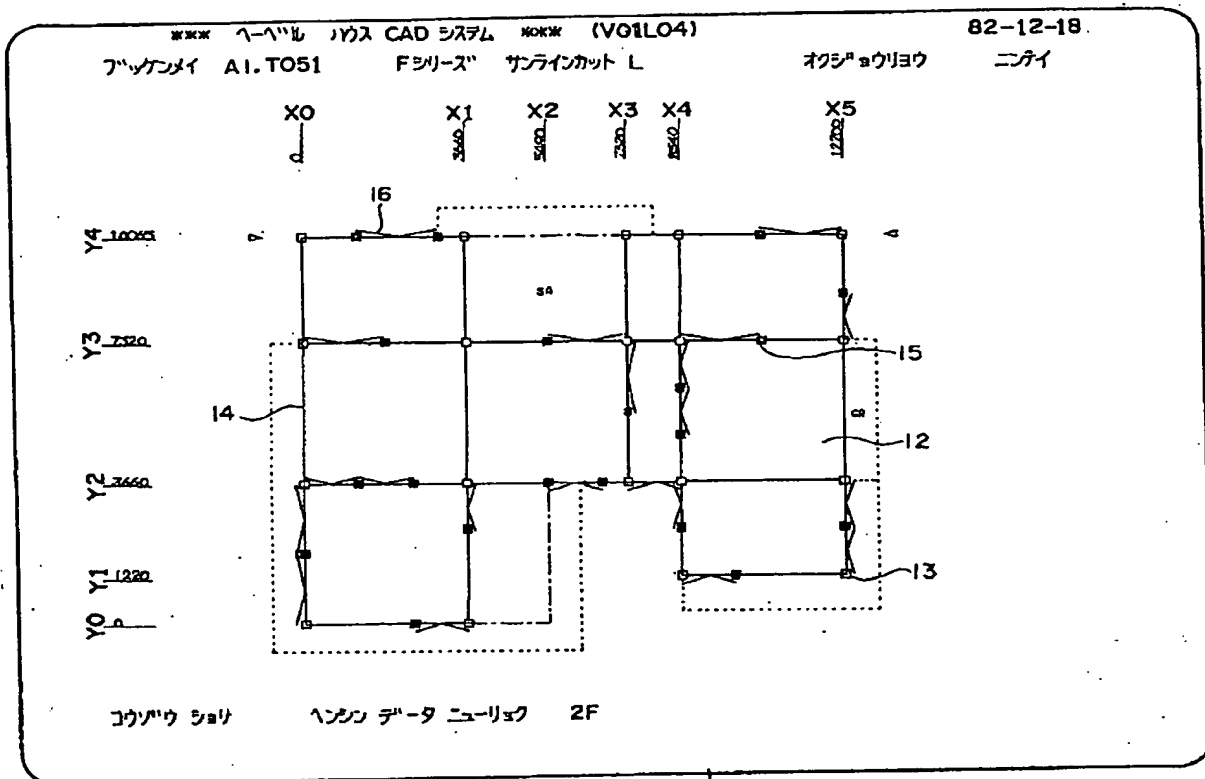 *** ヘーベル ハウス CAD システム *** (V01L04) 82-12-18
ブッケンメイ AI.TO51 Fシリーズ サンラインカット L オクジョウリヨウ ニンテイ
X0 X1 X2 X3 X4 X5
0 3660 5490 7320 8540 12200
16
Y4
SA
Y3 7320
15
14
CA
12
Y2 3660
Y1 1220
13
Y0 0
コウゾウ ショリ ヘンシン データ ニューリョク 2F